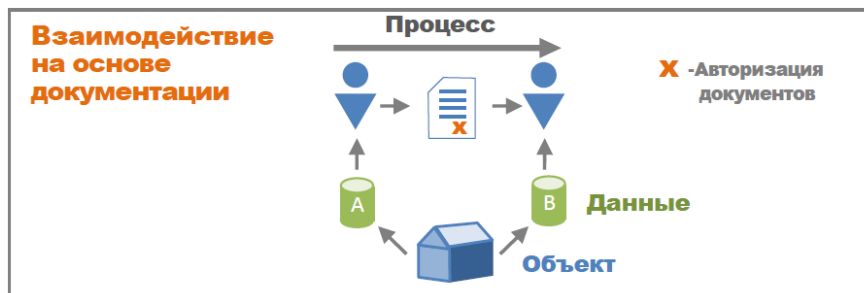 Взаимодействие
на основе
документации
Процесс
X -Авторизация
документов
X
A
B
Данные
Объект